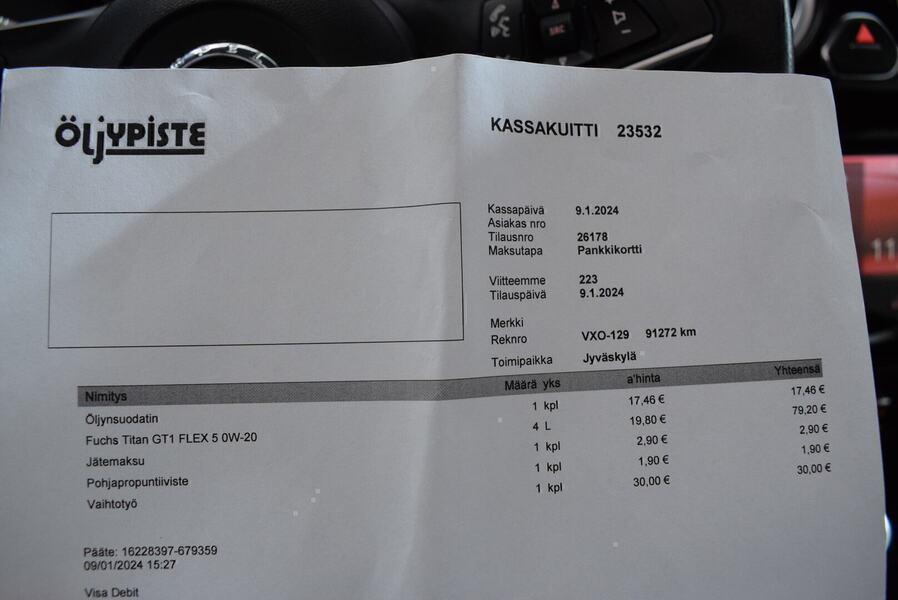 ÖljYPiSTE
KASSAKUITTI 23532
Kassapäivä 9.1.2024
Asiakas nro
Tilausnro 26178
Maksutapa Pankkikortti
Viitteemme 223
Tilauspäivä 9.1.2024
Merkki
Reknro VXO-129 91272 km
Toimipaikka Jyväskylä
Nimitys Määrä yks a'hinta Yhteensä
Öljynsuodatin 1 kpl 17,46 € 17,46 €
Fuchs Titan GT1 FLEX 5 0W-20 4 L 19,80 € 79,20 €
Jätemaksu 1 kpl 2,90 € 2,90 €
Pohjapropuntiiviste 1 kpl 1,90 € 1,90 €
Vaihtotyö 1 kpl 30,00 € 30,00 €
Pääte: 16228397-679359
09/01/2024 15:27
Visa Debit
11